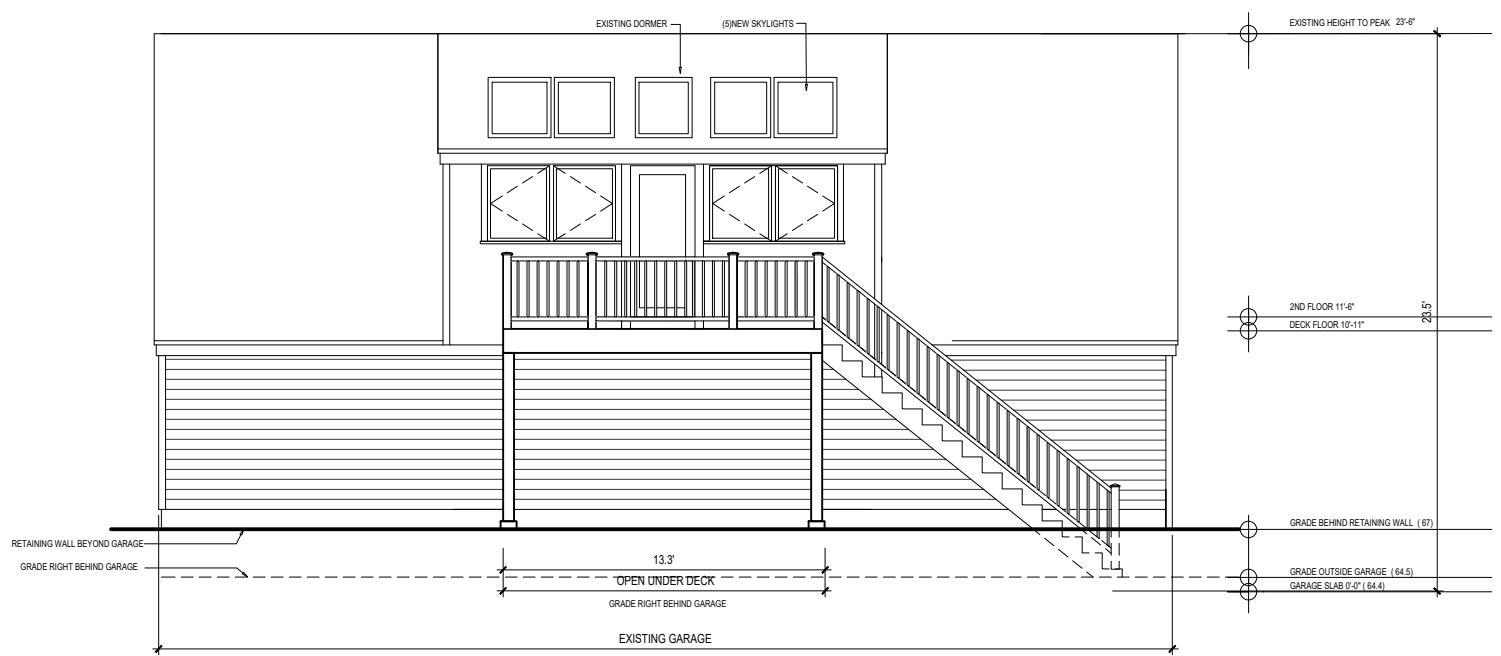 EXISTING DORMER
(5)NEW SKYLIGHTS
EXISTING HEIGHT TO PEAK 23'-6"
2ND FLOOR 11'-6"
DECK FLOOR 10'-11"
23.5'
GRADE BEHIND RETAINING WALL ( 67)
RETAINING WALL BEYOND GARAGE
GRADE RIGHT BEHIND GARAGE
13.3'
OPEN UNDER DECK
GRADE RIGHT BEHIND GARAGE
GRADE OUTSIDE GARAGE ( 64.5)
GARAGE SLAB 0'-0" ( 64.4)
EXISTING GARAGE